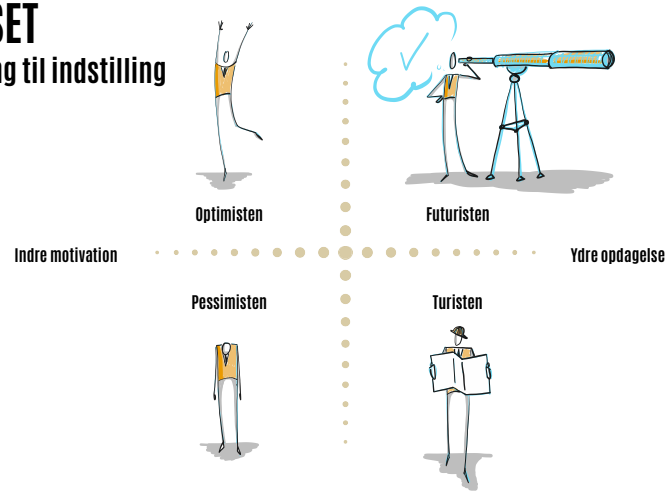 SET
g til indstilling
Optimisten
Futuristen
Indre motivation
Ydre opdagelse
Pessimisten
Turisten